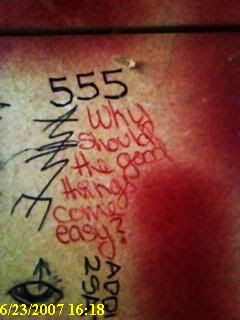 555
Why
should
the good
things
come
easy?
6/23/2007 16:18